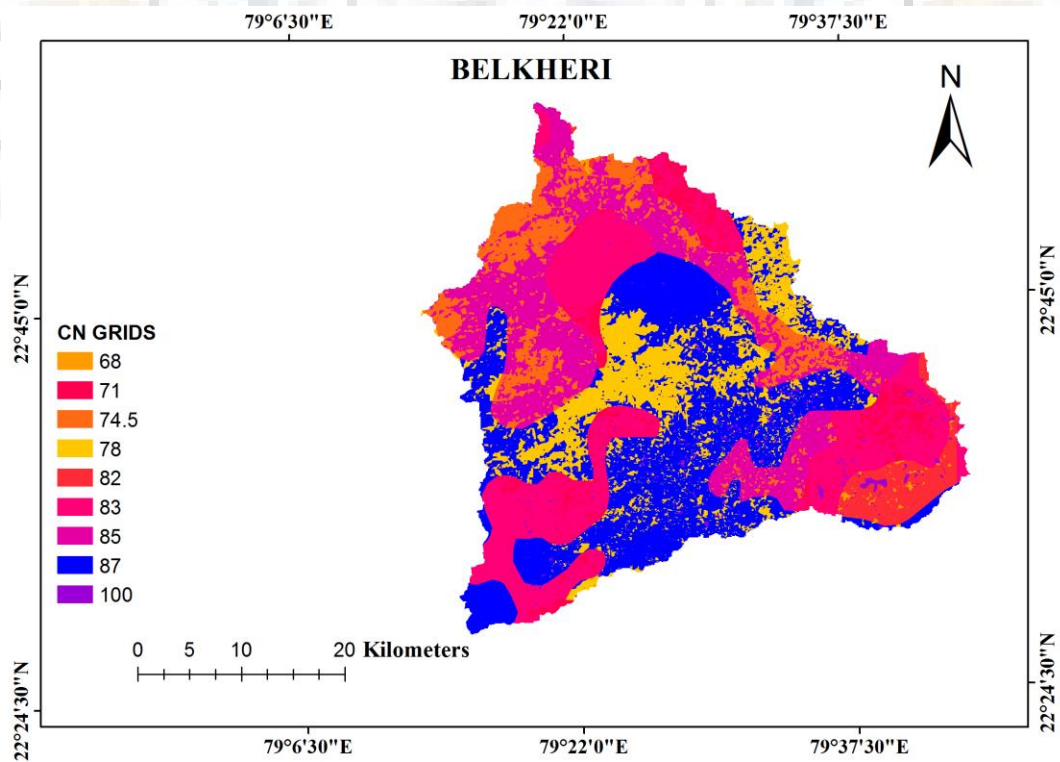 79°6'30"E 79°22'0"E 79°37'30"E
BELKHERI
N
22°45'0"N
22°45'0"N
CN GRIDS
68
71
74.5
78
82
83
85
87
100
0 5 10 20 Kilometers
22°24'30"N
22°24'30"N
79°6'30"E 79°22'0"E 79°37'30"E